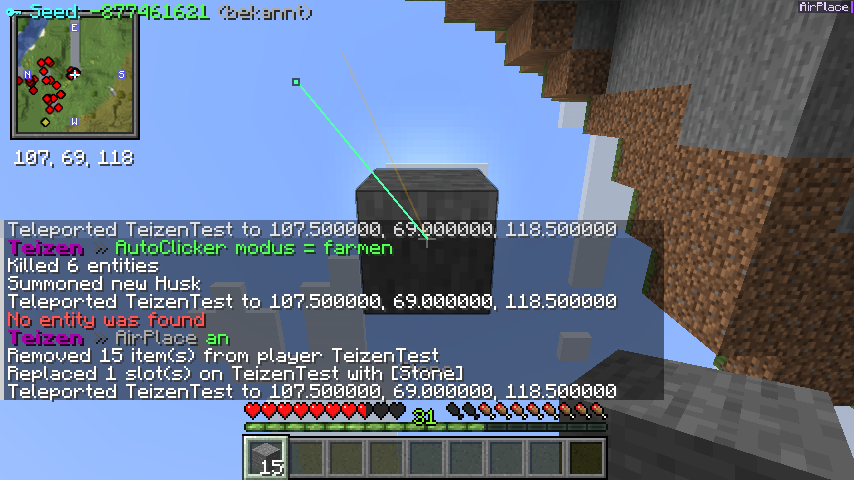 Seed: -877461621 (bekannt)
AirPlace
E
N
S
W
107, 69, 118
Teleported TeizenTest to 107.500000, 69.000000, 118.500000
Teizen » AutoClicker modus = farmen
Killed 6 entities
Summoned new Husk
Teleported TeizenTest to 107.500000, 69.000000, 118.500000
No entity was found
Teizen » AirPlace an
Removed 15 item(s) from player TeizenTest
Replaced 1 slot(s) on TeizenTest with [Stone]
Teleported TeizenTest to 107.500000, 69.000000, 118.500000
81
15